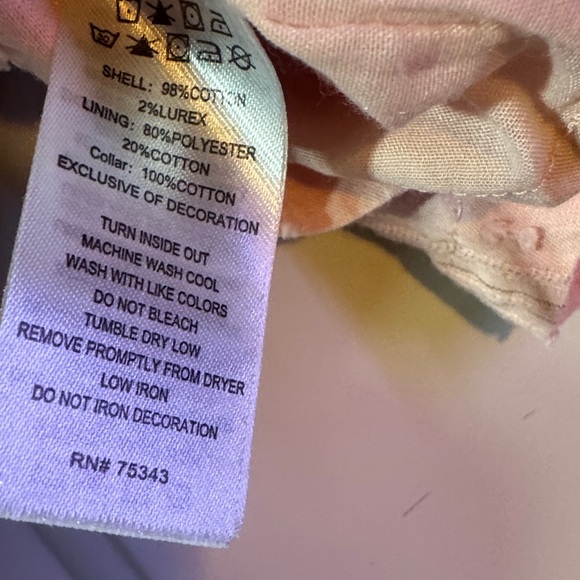 SHELL: 98%COTTON
2%LUREX
LINING: 80%POLYESTER
20%COTTON
Collar: 100%COTTON
EXCLUSIVE OF DECORATION
TURN INSIDE OUT
MACHINE WASH COOL
WASH WITH LIKE COLORS
DO NOT BLEACH
TUMBLE DRY LOW
REMOVE PROMPTLY FROM DRYER
LOW IRON
DO NOT IRON DECORATION
RN# 75343